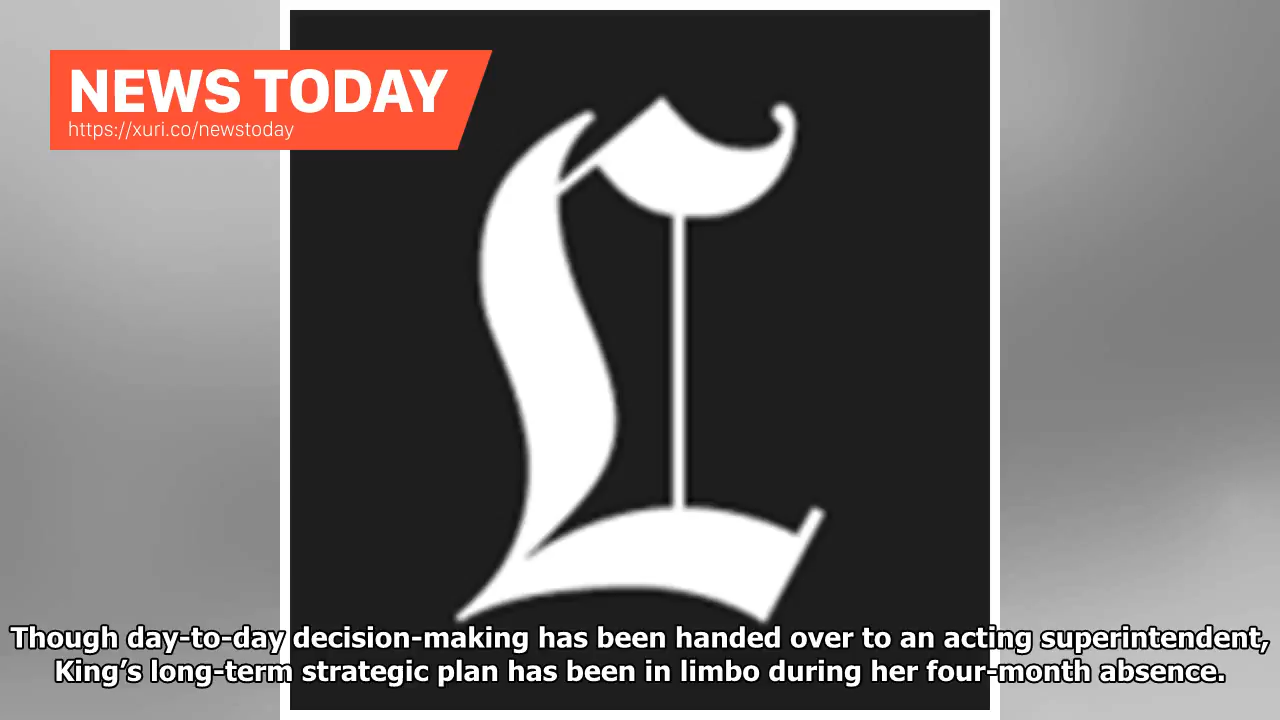 NEWS TODAY
https://xuri.co/newstoday
L
Though day-to-day decision-making has been handed over to an acting superintendent,
King’s long-term strategic plan has been in limbo during her four-month absence.